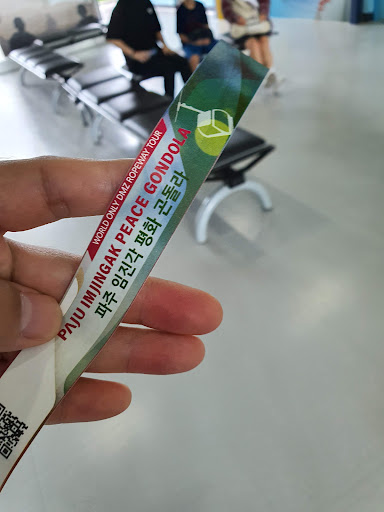 WORLD ONLY DMZ ROPEWAY TOUR
PAJU IMJINGAK PEACE GONDOLA
파주 임진각 평화 곤돌라